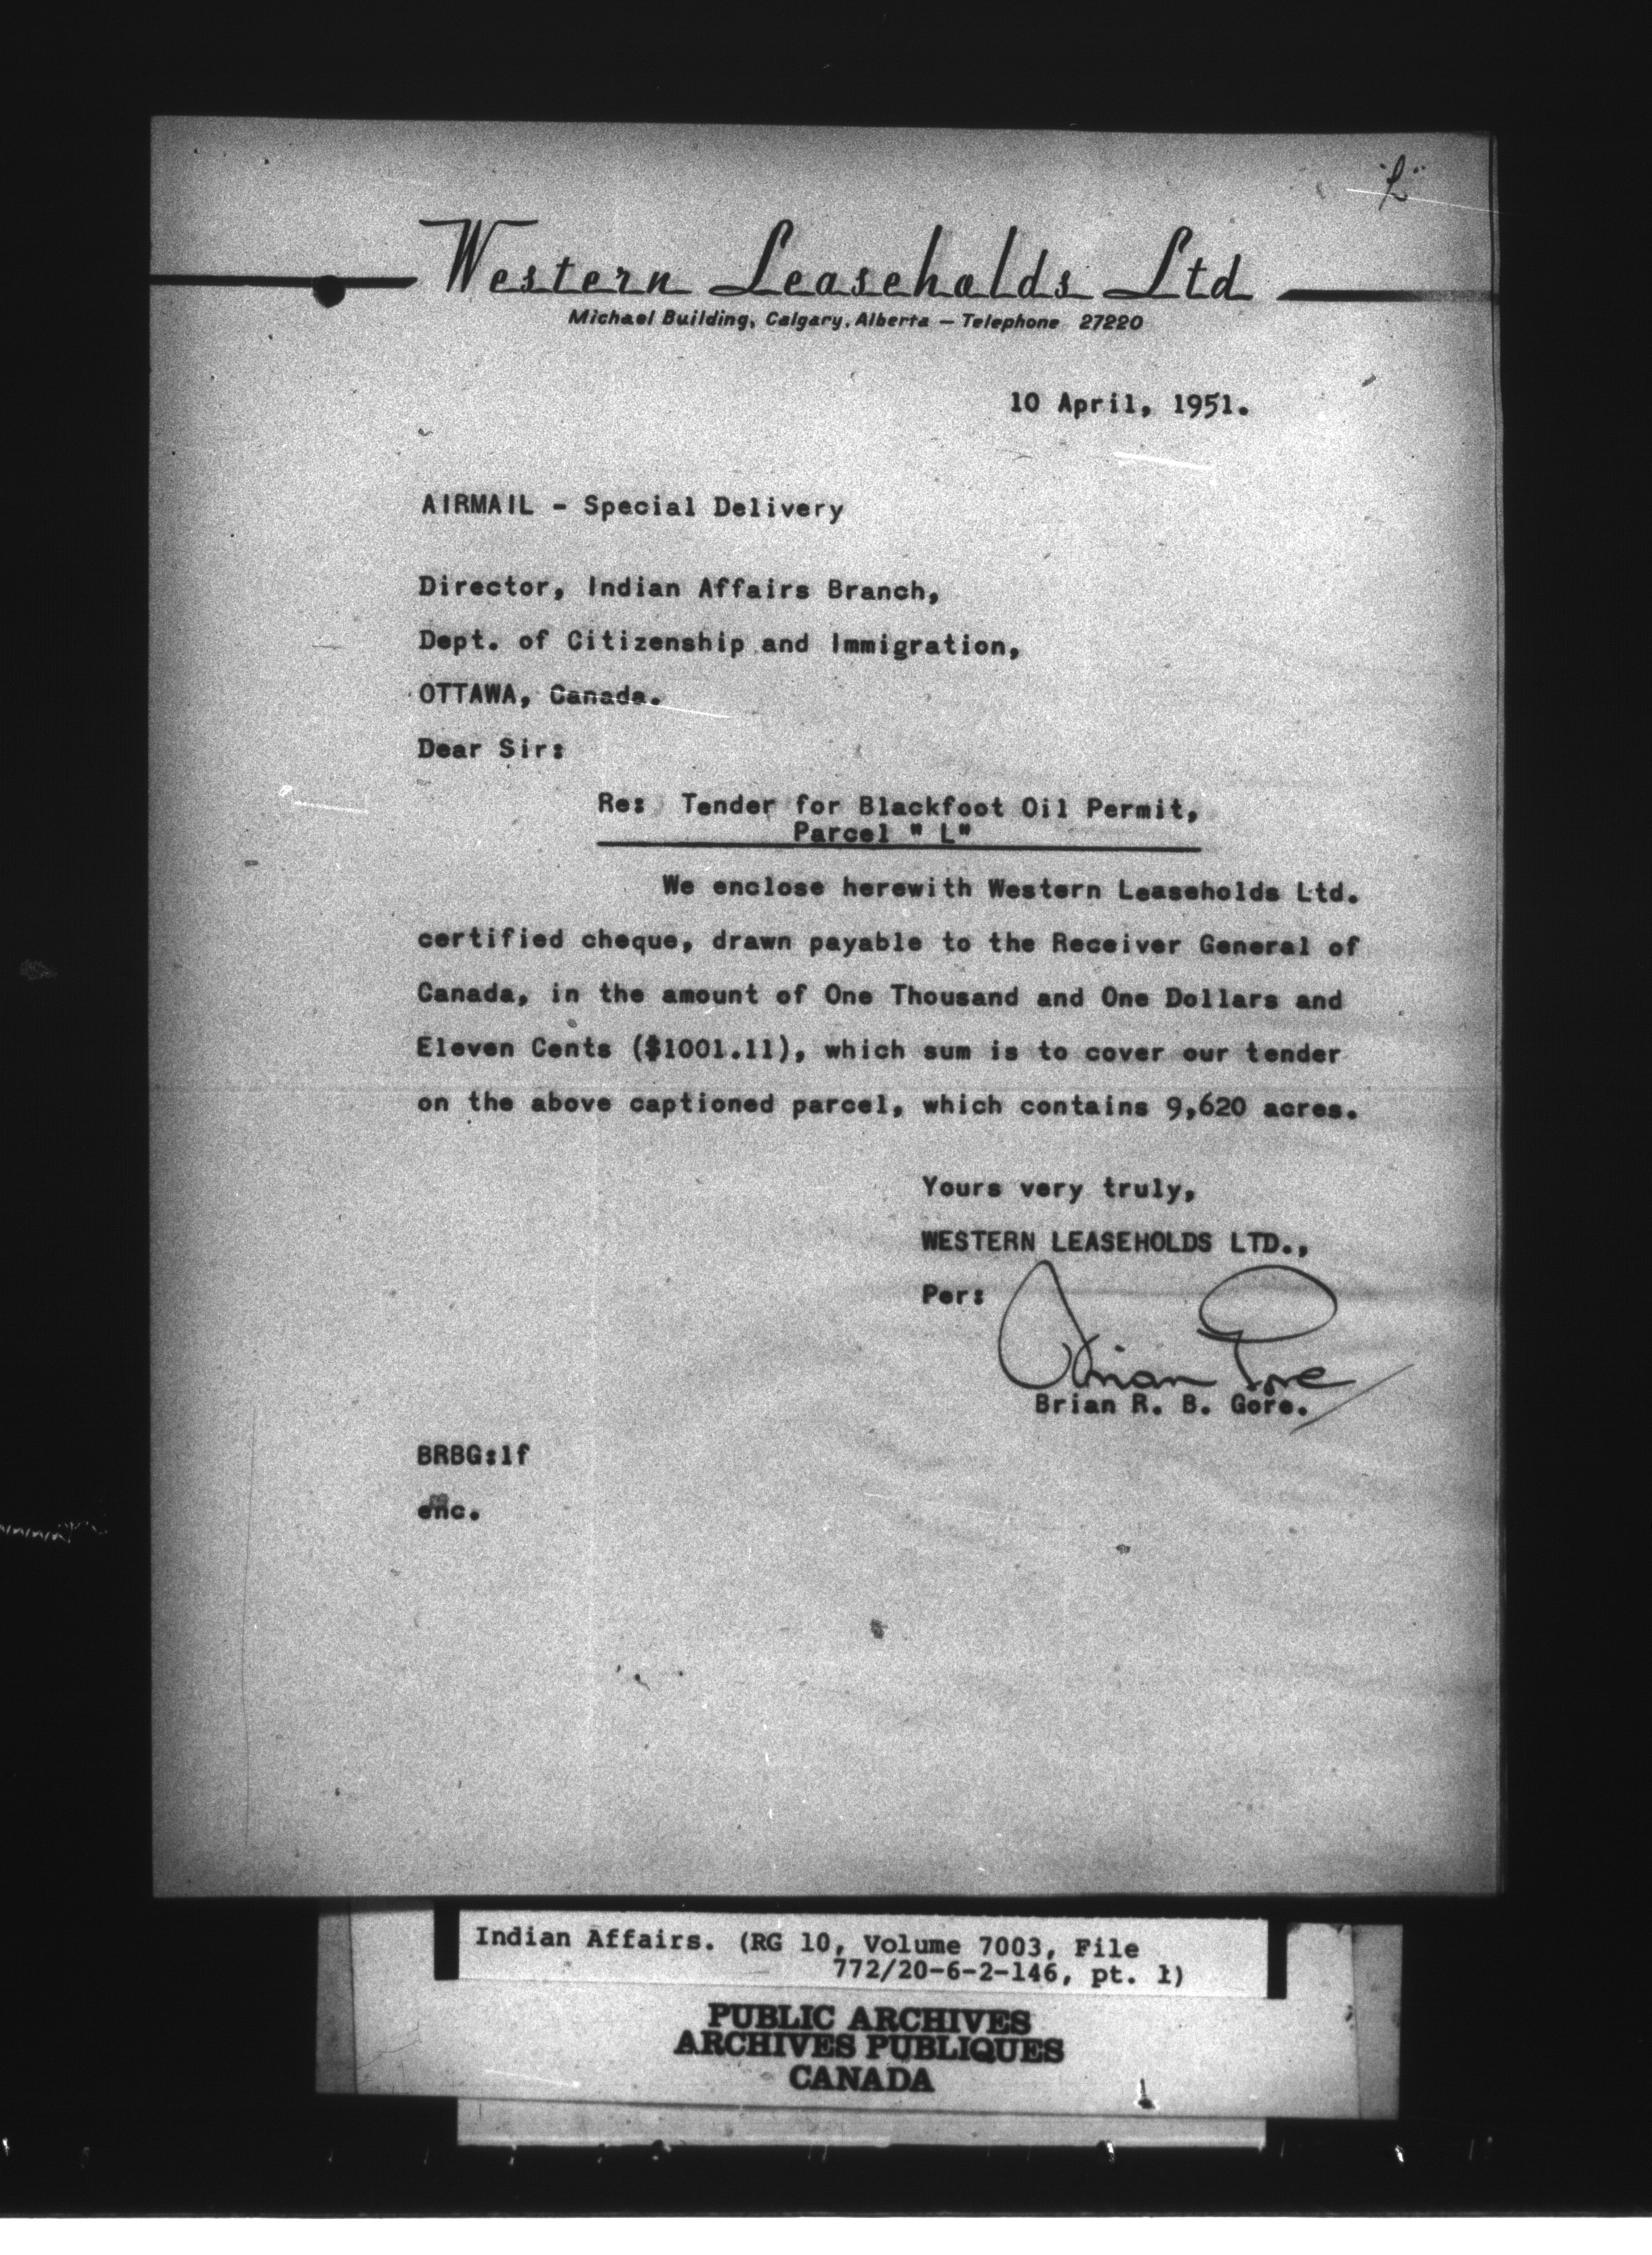 "L"
Western Leaseholds Ltd
Michael Building, Calgary, Alberta — Telephone 27220
10 April, 1951.
AIRMAIL - Special Delivery
Director, Indian Affairs Branch,
Dept. of Citizenship and Immigration,
OTTAWA, Canada.
Dear Sir:
Re: Tender for Blackfoot Oil Permit,
Parcel " L"
We enclose herewith Western Leaseholds Ltd.
certified cheque, drawn payable to the Receiver General of
Canada, in the amount of One Thousand and One Dollars and
Eleven Cents ($1001.11), which sum is to cover our tender
on the above captioned parcel, which contains 9,620 acres.
Yours very truly,
WESTERN LEASEHOLDS LTD.,
Per:
Brian Gore
Brian R. B. Gore.
BRBG:lf
enc.
Indian Affairs. (RG 10, Volume 7003, File
772/20-6-2-146, pt. 1)
PUBLIC ARCHIVES
ARCHIVES PUBLIQUES
CANADA